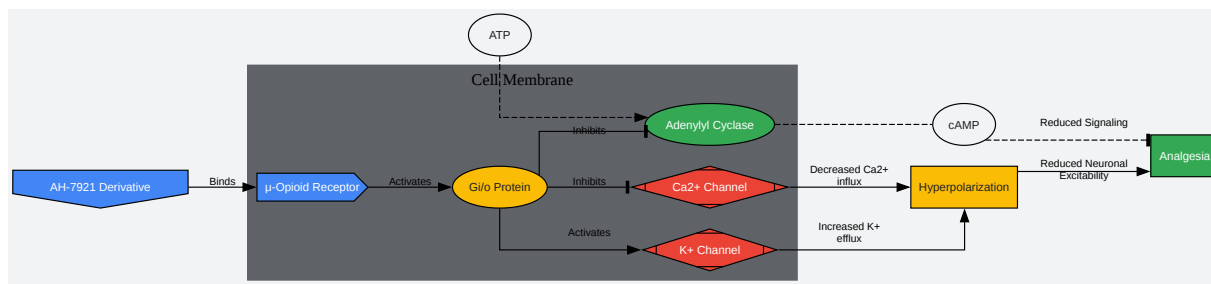 ATP
Cell Membrane
Adenylyl Cyclase
cAMP
Reduced Signaling
Inhibits
Analgesia
AH-7921 Derivative
Binds
μ-Opioid Receptor
Activates
Gi/o Protein
Inhibits
Ca2+ Channel
Decreased Ca2+
influx
Hyperpolarization
Reduced Neuronal
Excitability
Activates
K+ Channel
Increased K+
efflux